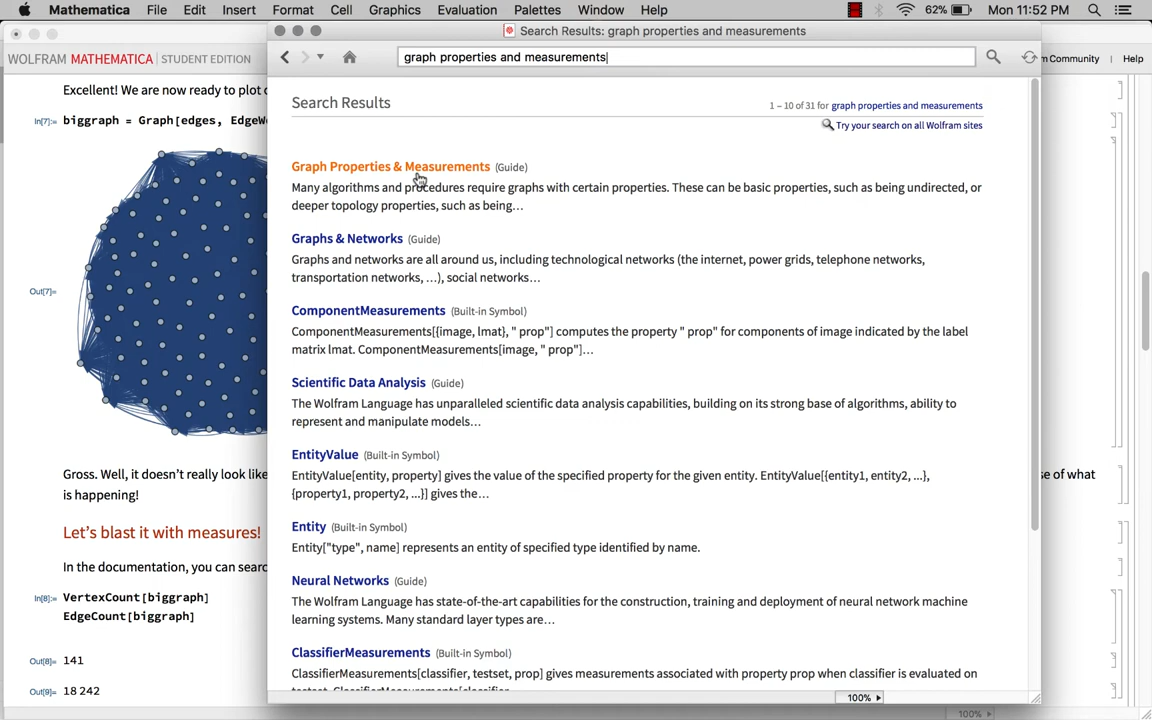 Mathematica File Edit Insert Format Cell Graphics Evaluation Palettes Window Help 62% Mon 11:52 PM
Search Results: graph properties and measurements
WOLFRAM MATHEMATICA STUDENT EDITION
graph properties and measurements
Community | Help
Excellent! We are now ready to plot
In[7]:= biggraph = Graph[edges,
Out[7]=
Gross. Well, it doesn't really look like
se of what
is happening!
Let's blast it with measures!
In the documentation, you can
In[8]:= VertexCount[biggraph]
EdgeCount[biggraph]
Out[8]= 141
Out[9]= 18 242
Search Results
1 – 10 of 31 for graph properties and measurements
Try your search on all Wolfram sites
Graph Properties & Measurements (Guide)
Many algorithms and procedures require graphs with certain properties. These can be basic properties, such as being undirected, or
deeper topology properties, such as being...
Graphs & Networks (Guide)
Graphs and networks are all around us, including technological networks (the internet, power grids, telephone networks,
transportation networks, ...), social networks...
ComponentMeasurements (Built-in Symbol)
ComponentMeasurements[{image, lmat}, " prop"] computes the property " prop" for components of image indicated by the label
matrix lmat. ComponentMeasurements[image, " prop"]...
Scientific Data Analysis (Guide)
The Wolfram Language has unparalleled scientific data analysis capabilities, building on its strong base of algorithms, ability to
represent and manipulate models...
EntityValue (Built-in Symbol)
EntityValue[entity, property] gives the value of the specified property for the given entity. EntityValue[{entity1, entity2, ...},
{property1, property2, ...}] gives the...
Entity (Built-in Symbol)
Entity["type", name] represents an entity of specified type identified by name.
Neural Networks (Guide)
The Wolfram Language has state-of-the-art capabilities for the construction, training and deployment of neural network machine
learning systems. Many standard layer types are...
ClassifierMeasurements (Built-in Symbol)
ClassifierMeasurements[classifier, testset, prop] gives measurements associated with property prop when classifier is evaluated on
testset. ClassifierMeasurements[classifier
100%
100%